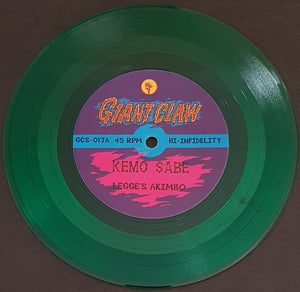 GIANT CLAW
GCS-017A 45 RPM HI-INFIDELITY
KEMO SABE
LEGGE'S AKIMBO